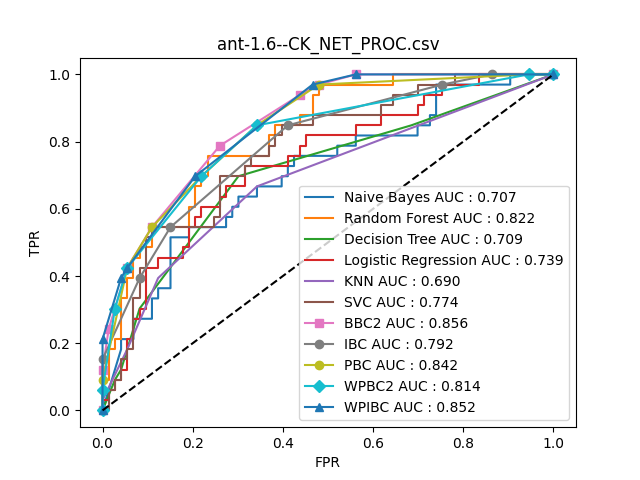 ant-1.6--CK_NET_PROC.csv
TPR
1.0
0.8
0.6
0.4
0.2
0.0
Naive Bayes AUC : 0.707
Random Forest AUC : 0.822
Decision Tree AUC : 0.709
Logistic Regression AUC : 0.739
KNN AUC : 0.690
SVC AUC : 0.774
BBC2 AUC : 0.856
IBC AUC : 0.792
PBC AUC : 0.842
WPBC2 AUC : 0.814
WPIBC AUC : 0.852
0.0 0.2 0.4 0.6 0.8 1.0
FPR